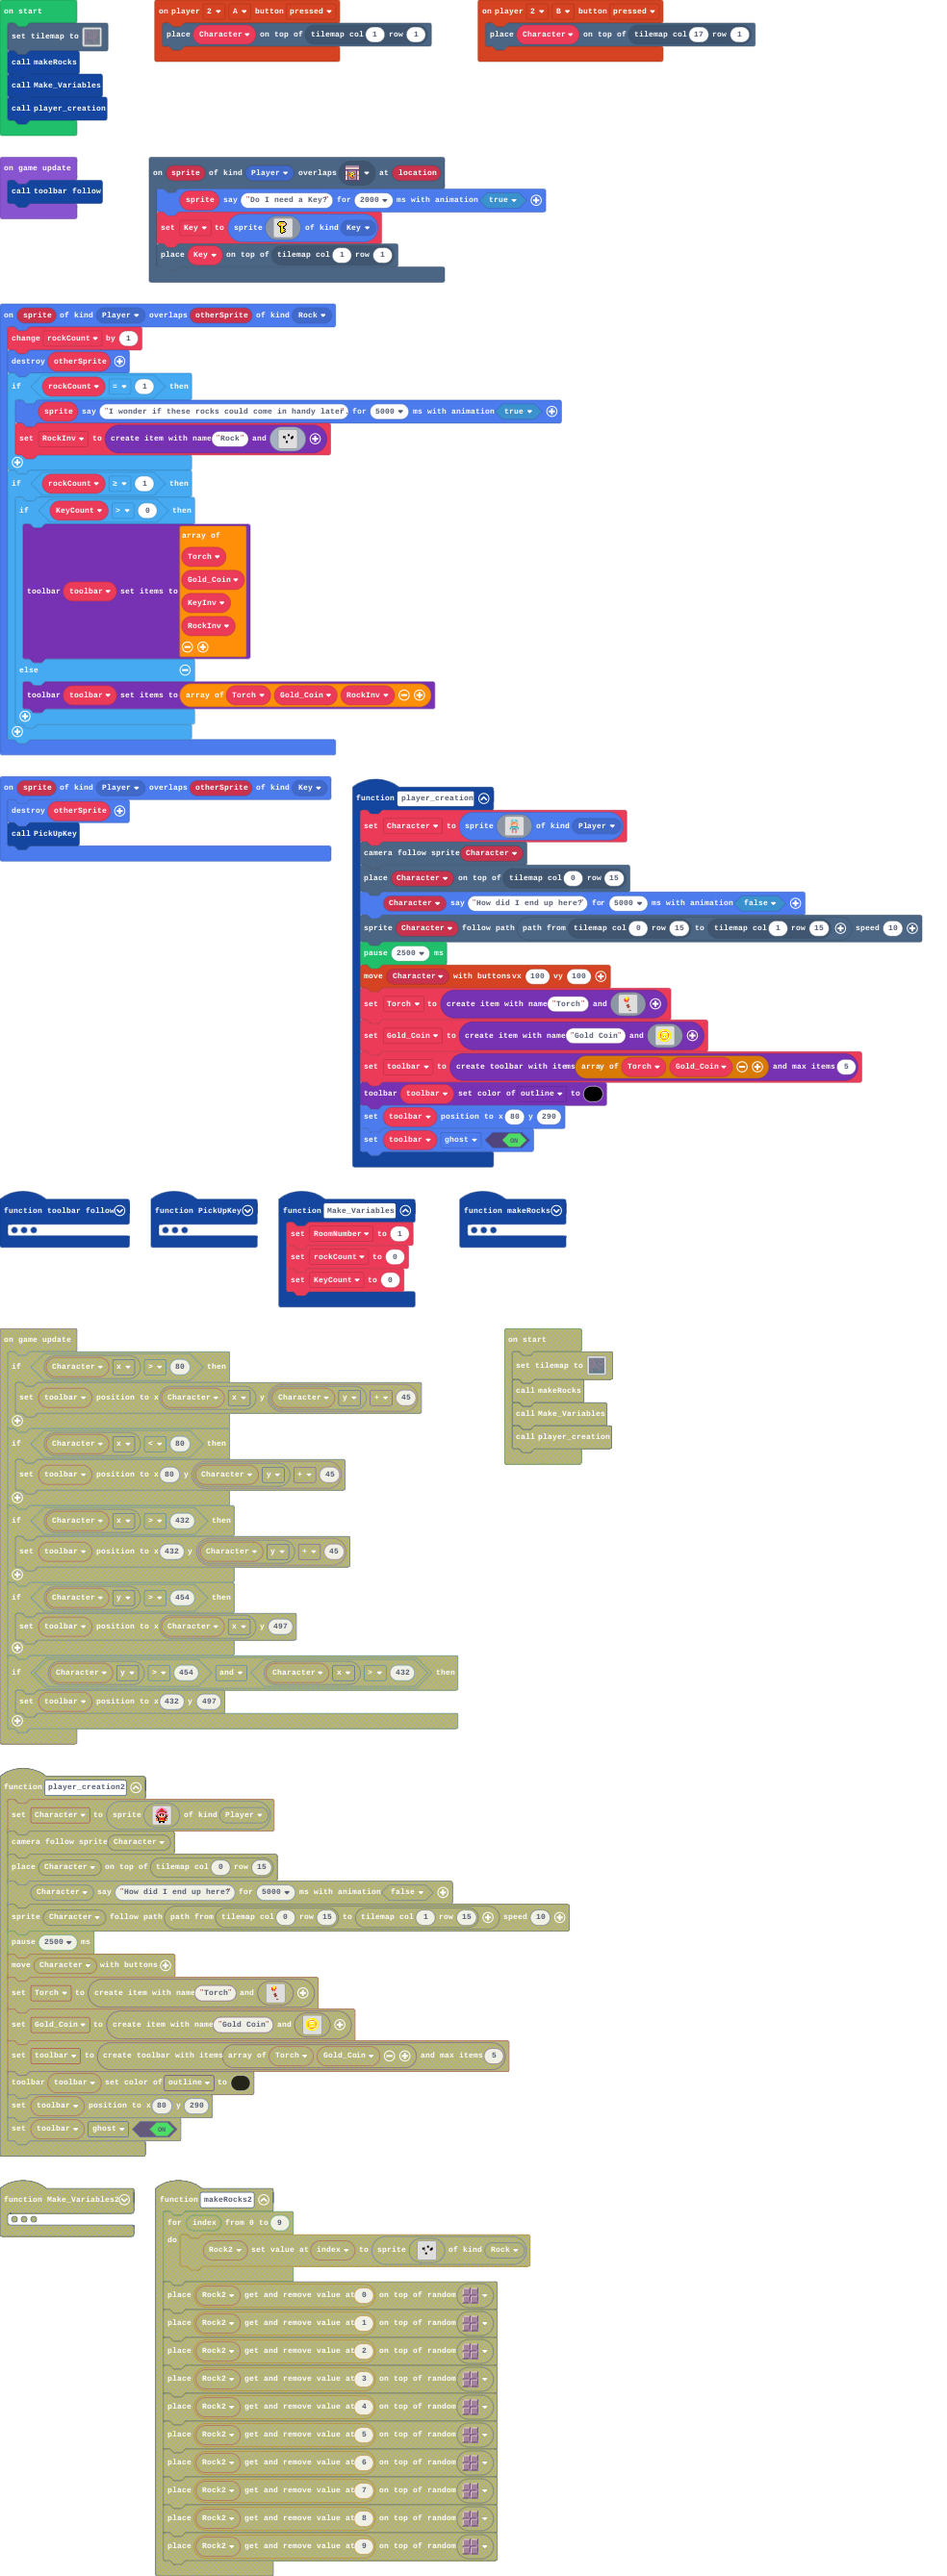 on start
set tilemap to
call makeRocks
call Make_Variables
call player_creation
on player 2 A button pressed
place Character on top of tilemap col 1 row 1
on player 2 B button pressed
place Character on top of tilemap col 17 row 1
on game update
call toolbar follow
on sprite of kind Player overlaps at location
sprite say "Do I need a Key?" for 2000 ms with animation true
set Key to sprite of kind Key
place Key on top of tilemap col 1 row 1
on sprite of kind Player overlaps otherSprite of kind Rock
change rockCount by 1
destroy otherSprite
if rockCount = 1 then
sprite say "I wonder if these rocks could come in handy later." for 5000 ms with animation true
set RockInv to create item with name "Rock" and
if rockCount ≥ 1 then
if KeyCount > 0 then
array of
Torch
Gold_Coin
toolbar toolbar set items to
KeyInv
RockInv
else
toolbar toolbar set items to array of Torch Gold_Coin RockInv
on sprite of kind Player overlaps otherSprite of kind Key
destroy otherSprite
call PickUpKey
function player_creation
set Character to sprite of kind Player
camera follow sprite Character
place Character on top of tilemap col 0 row 15
Character say "How did I end up here?" for 5000 ms with animation false
sprite Character follow path path from tilemap col 0 row 15 to tilemap col 1 row 15 speed 10
pause 2500 ms
move Character with buttons vx 100 vy 100
set Torch to create item with name "Torch" and
set Gold_Coin to create item with name "Gold Coin" and
set toolbar to create toolbar with items array of Torch Gold_Coin and max items 5
toolbar toolbar set color of outline to
set toolbar position to x 80 y 290
set toolbar ghost ON
function toolbar follow
function PickUpKey
function Make_Variables
set RoomNumber to 1
set rockCount to 0
set KeyCount to 0
function makeRocks
on game update
if Character x > 80 then
set toolbar position to x Character x y Character y + 45
if Character x < 80 then
set toolbar position to x 80 y Character y + 45
if Character x > 432 then
set toolbar position to x 432 y Character y + 45
if Character y > 454 then
set toolbar position to x Character x y 497
if Character y > 454 and Character x > 432 then
set toolbar position to x 432 y 497
on start
set tilemap to
call makeRocks
call Make_Variables
call player_creation
function player_creation2
set Character to sprite of kind Player
camera follow sprite Character
place Character on top of tilemap col 0 row 15
Character say "How did I end up here?" for 5000 ms with animation false
sprite Character follow path path from tilemap col 0 row 15 to tilemap col 1 row 15 speed 10
pause 2500 ms
move Character with buttons
set Torch to create item with name "Torch" and
set Gold_Coin to create item with name "Gold Coin" and
set toolbar to create toolbar with items array of Torch Gold_Coin and max items 5
toolbar toolbar set color of outline to
set toolbar position to x 80 y 290
set toolbar ghost ON
function Make_Variables2
function makeRocks2
for index from 0 to 9
do
Rock2 set value at index to sprite of kind Rock
place Rock2 get and remove value at 0 on top of random
place Rock2 get and remove value at 1 on top of random
place Rock2 get and remove value at 2 on top of random
place Rock2 get and remove value at 3 on top of random
place Rock2 get and remove value at 4 on top of random
place Rock2 get and remove value at 5 on top of random
place Rock2 get and remove value at 6 on top of random
place Rock2 get and remove value at 7 on top of random
place Rock2 get and remove value at 8 on top of random
place Rock2 get and remove value at 9 on top of random